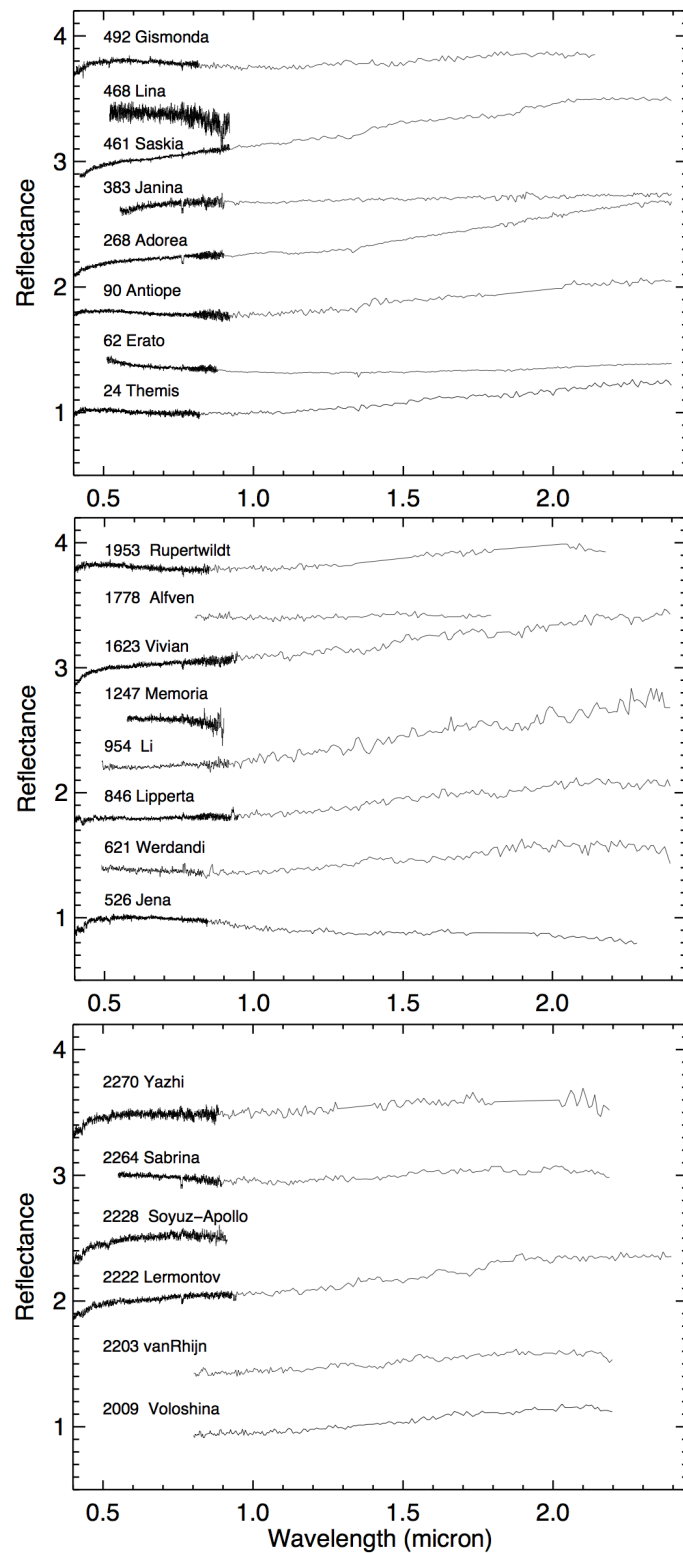 4
492 Gismonda
468 Lina
461 Saskia
3
383 Janina
268 Adorea
2
90 Antiope
62 Erato
24 Themis
1
Reflectance
0.5 1.0 1.5 2.0
4
1953 Rupertwildt
1778 Alfven
1623 Vivian
3
1247 Memoria
954 Li
2
846 Lipperta
621 Werdandi
526 Jena
1
Reflectance
0.5 1.0 1.5 2.0
4
2270 Yazhi
2264 Sabrina
3
2228 Soyuz-Apollo
2222 Lermontov
2
2203 vanRhijn
2009 Voloshina
1
Reflectance
0.5 1.0 1.5 2.0
Wavelength (micron)